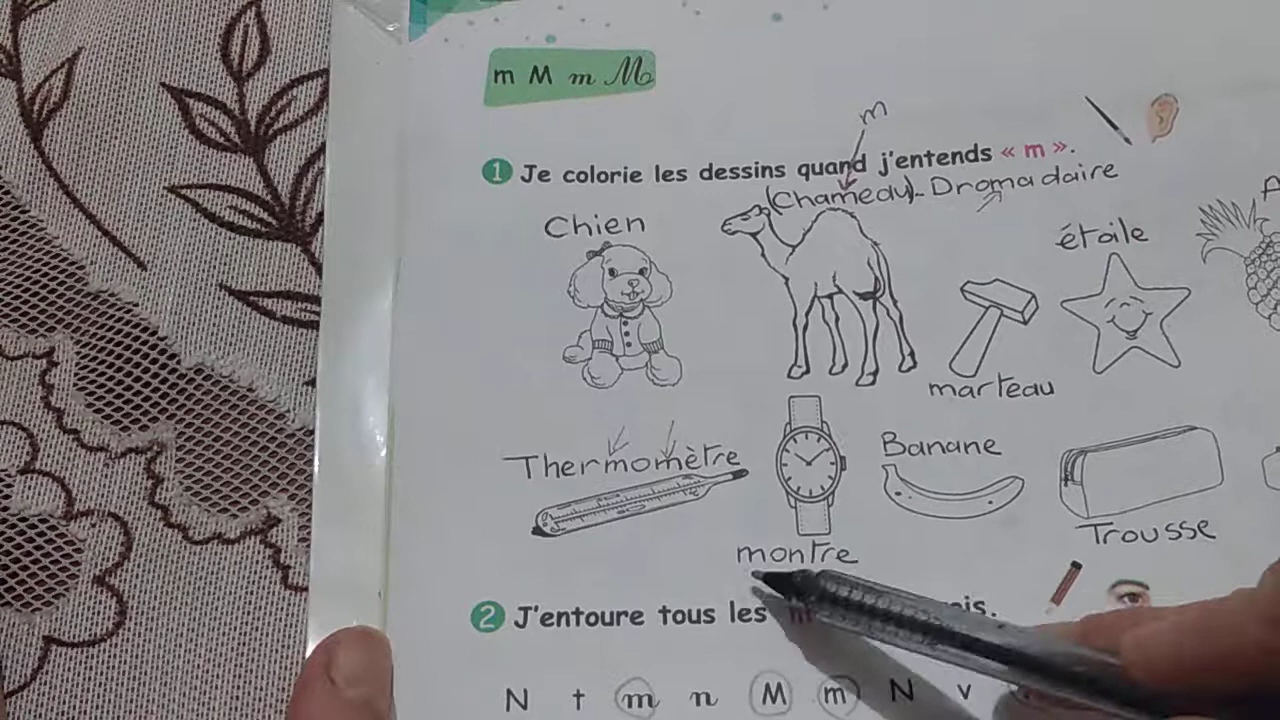 m M m M
m
1 Je colorie les dessins quand j'entends « m ».
(Chameau)-Dromadaire
Chien
étoile
A
marteau
Thermomètre
Banane
Trousse
montre
2 J'entoure tous les
N t m n M m N v